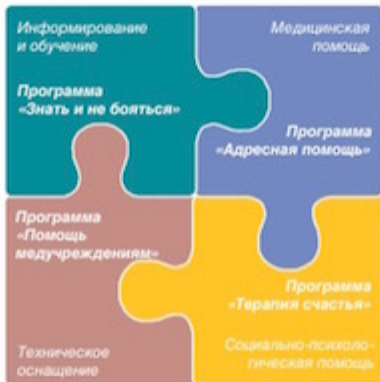 Информирование
и обучение
Программа
«Знать и не бояться»
Медицинская
помощь
Программа
«Адресная помощь»
Программа
«Помощь
медучреждениям»
Техническое
оснащение
Программа
«Терапия счастья»
Социально-психоло-
гическая помощь